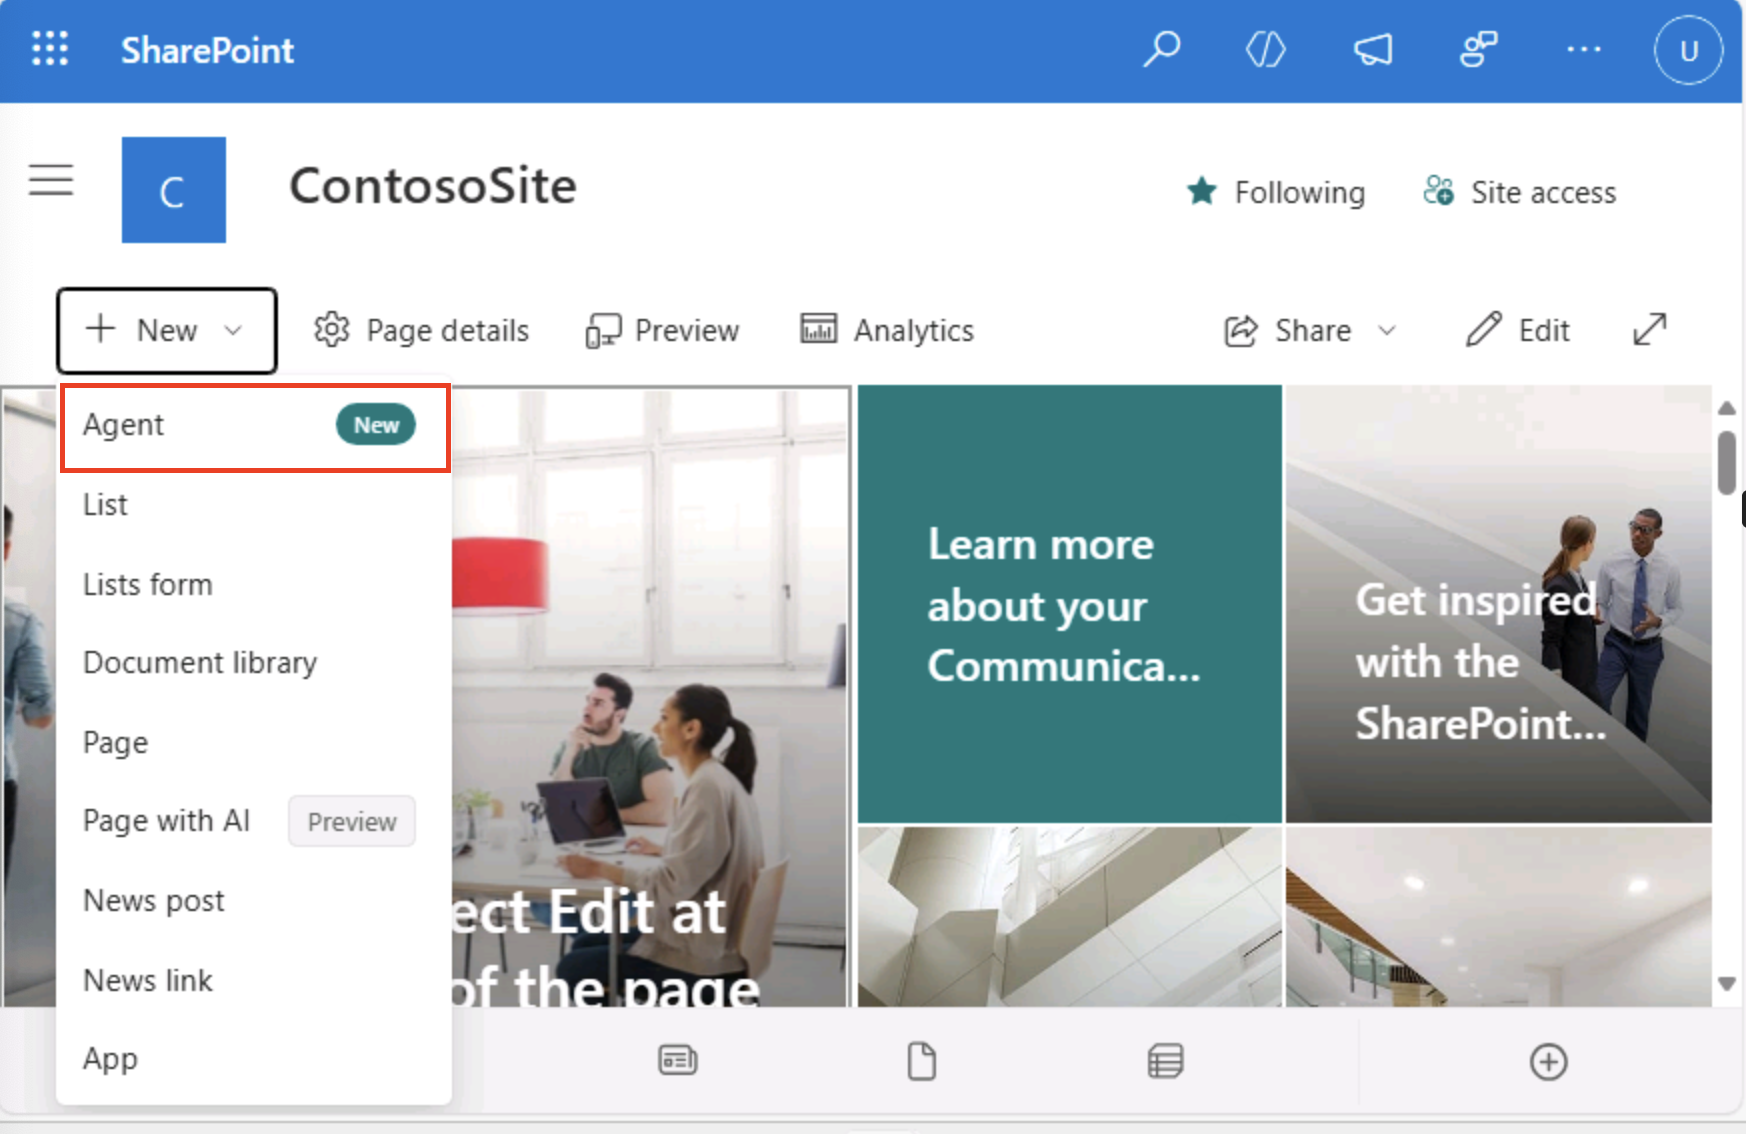 SharePoint
U
C
ContosoSite
Following
Site access
New
Page details
Preview
Analytics
Share
Edit
Agent
New
List
Lists form
Document library
Page
Page with AI
Preview
News post
News link
App
ect Edit at
of the page
Learn more
about your
Communica...
Get inspired
with the
SharePoint...